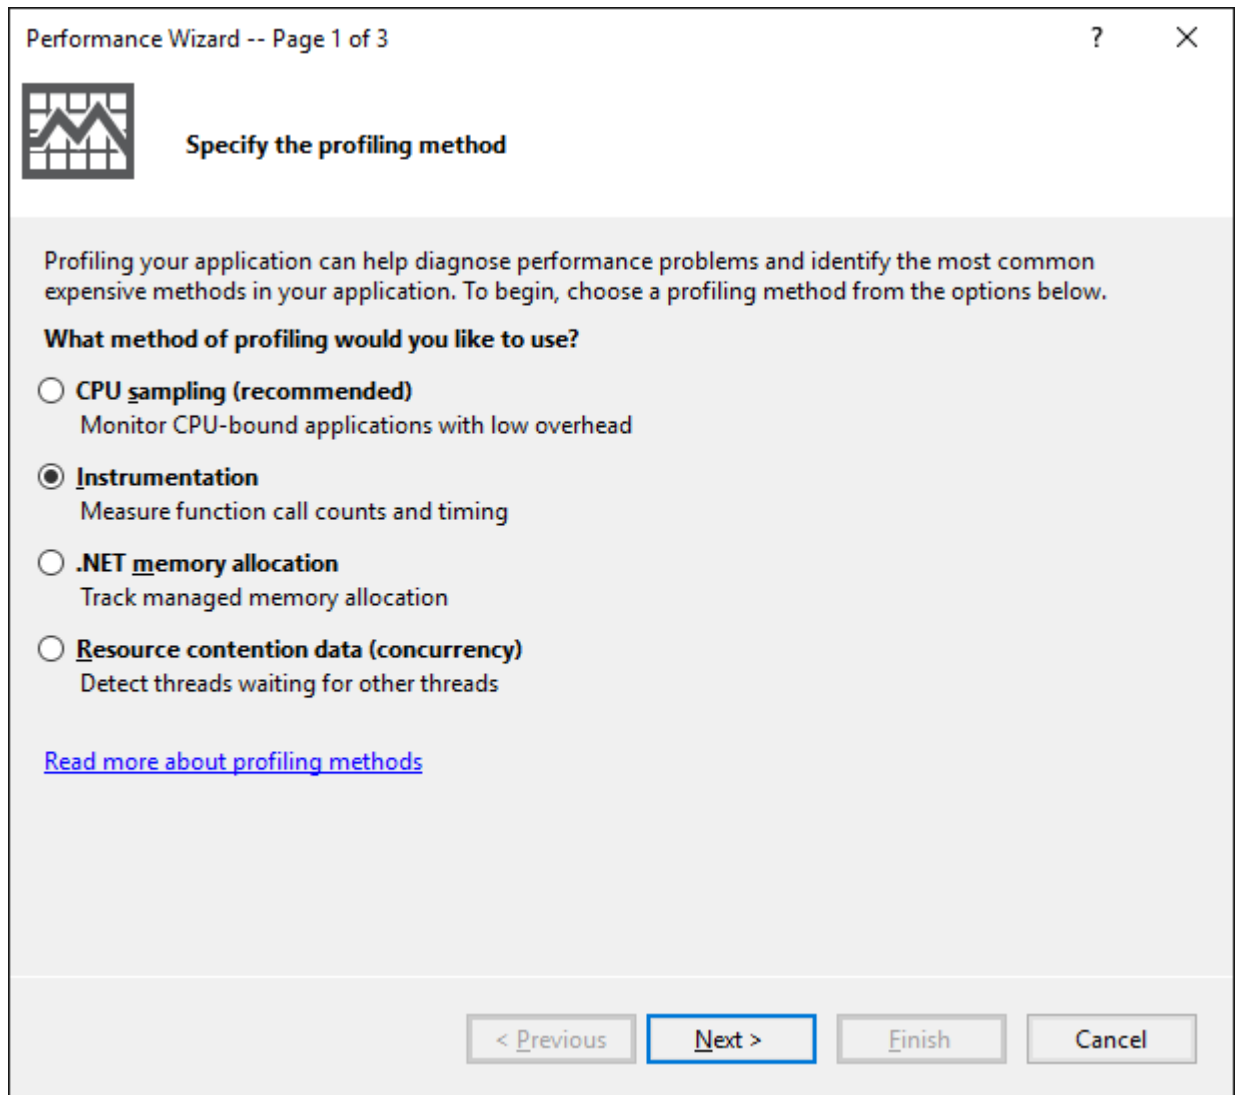 Performance Wizard -- Page 1 of 3
?
Specify the profiling method
Profiling your application can help diagnose performance problems and identify the most common
expensive methods in your application. To begin, choose a profiling method from the options below.
What method of profiling would you like to use?
CPU sampling (recommended)
Monitor CPU-bound applications with low overhead
Instrumentation
Measure function call counts and timing
.NET memory allocation
Track managed memory allocation
Resource contention data (concurrency)
Detect threads waiting for other threads
Read more about profiling methods
< Previous Next > Finish Cancel